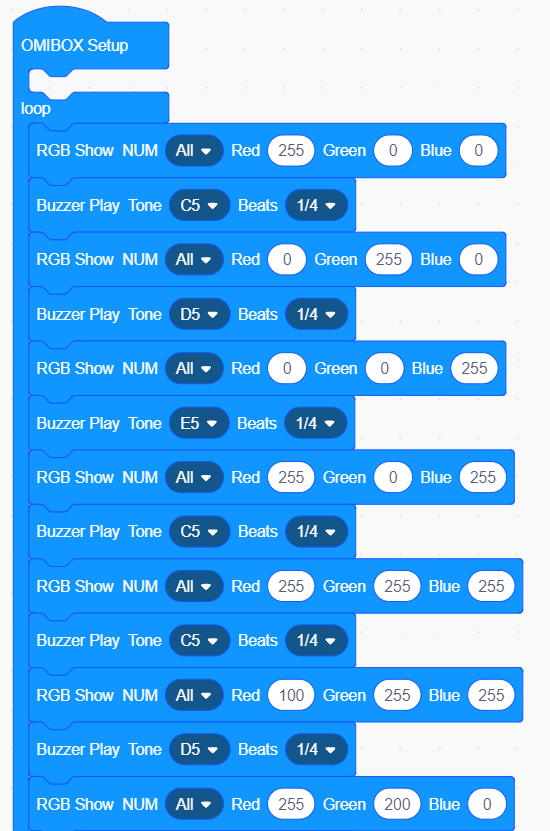 OMIBOX Setup
loop
RGB Show NUM All Red 255 Green 0 Blue 0
Buzzer Play Tone C5 Beats 1/4
RGB Show NUM All Red 0 Green 255 Blue 0
Buzzer Play Tone D5 Beats 1/4
RGB Show NUM All Red 0 Green 0 Blue 255
Buzzer Play Tone E5 Beats 1/4
RGB Show NUM All Red 255 Green 0 Blue 255
Buzzer Play Tone C5 Beats 1/4
RGB Show NUM All Red 255 Green 255 Blue 255
Buzzer Play Tone C5 Beats 1/4
RGB Show NUM All Red 100 Green 255 Blue 255
Buzzer Play Tone D5 Beats 1/4
RGB Show NUM All Red 255 Green 200 Blue 0